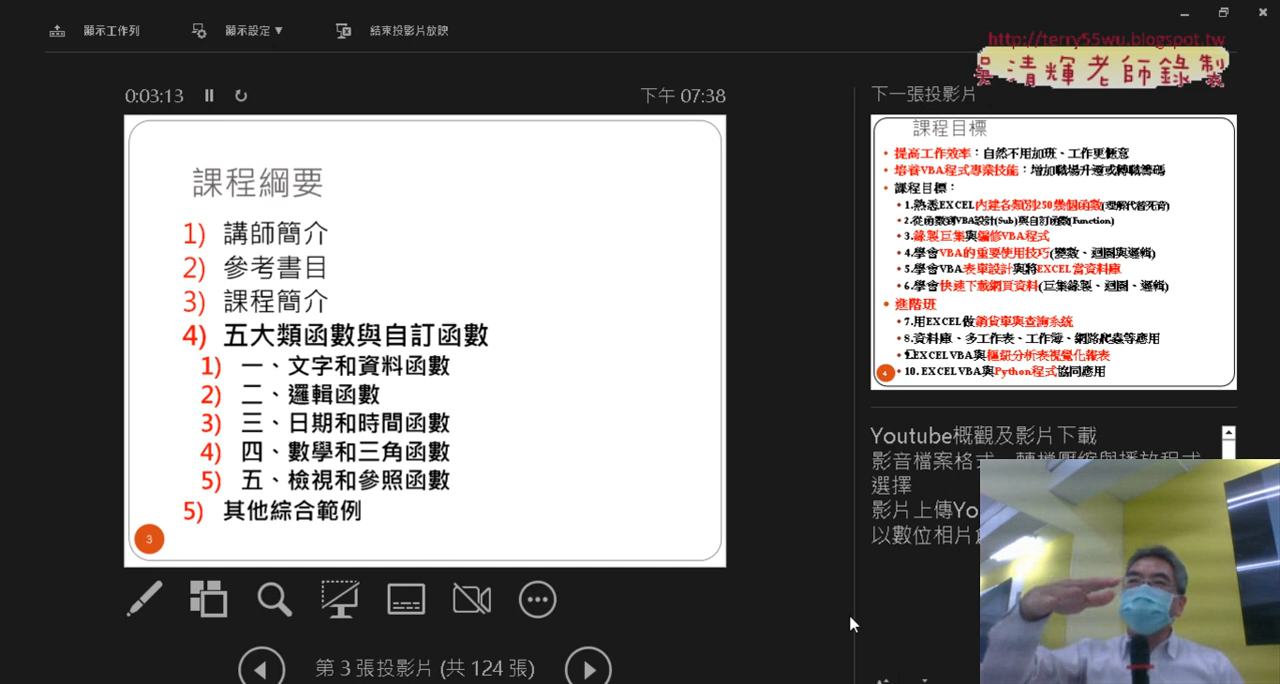 顯示工作列
顯示設定 ▼
結束投影片放映
http://terry55wu.blogspot.tw
吳清輝老師錄製
0:03:13
下午 07:38
課程綱要
1) 講師簡介
2) 參考書目
3) 課程簡介
4) 五大類函數與自訂函數
1) 一、文字和資料函數
2) 二、邏輯函數
3) 三、日期和時間函數
4) 四、數學和三角函數
5) 五、檢視和參照函數
5) 其他綜合範例
3
第 3 張投影片 (共 124 張)
下一張投影片
課程目標
• 提高工作效率：自然不用加班、工作更愜意
• 培養VBA程式專業技能：增加職場升遷或轉職籌碼
• 課程目標：
• 1.熟悉EXCEL內建各類別250幾個函數(理解代替死背)
• 2.從函數到VBA設計(Sub)與自訂函數(Function)
• 3.錄製巨集與編修VBA程式
• 4.學會VBA的重要使用技巧(變數、迴圈與邏輯)
• 5.學會VBA表單設計與將EXCEL當資料庫
• 6.學會快速下載網頁資料(巨集錄製、迴圈、邏輯)
• 進階班
• 7.用EXCEL做銷貨單與查詢系統
• 8.資料庫、多工作表、工作簿、網路爬蟲等應用
• 9.EXCEL VBA與樞紐分析表視覺化報表
• 10. EXCEL VBA與Python程式協同應用
4
Youtube概觀及影片下載
影音檔案格式、轉檔壓縮與播放程式
選擇
影片上傳Yo
以數位相片